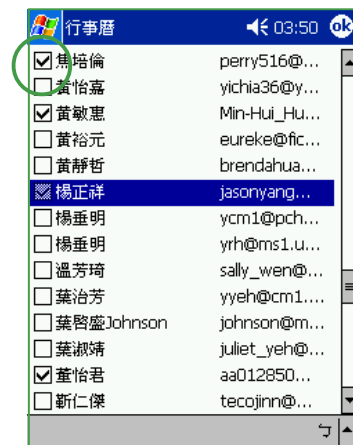 行事曆 03:50 ok
焦培倫 perry516@...
黃怡嘉 yichia36@y...
黃敏惠 Min-Hui_Hu...
黃裕元 eureke@fic...
黃靜哲 brendahua...
楊正祥 jasonyang...
楊垂明 ycm1@pch...
楊垂明 yrh@ms1.u...
溫芳琦 sally_wen@...
葉治芳 yyeh@cm1....
葉啓盛Johnson johnson@m...
葉淑婧 juliet_yeh@...
董怡君 aa012850...
靳仁傑 tecojinn@...
ㄅ